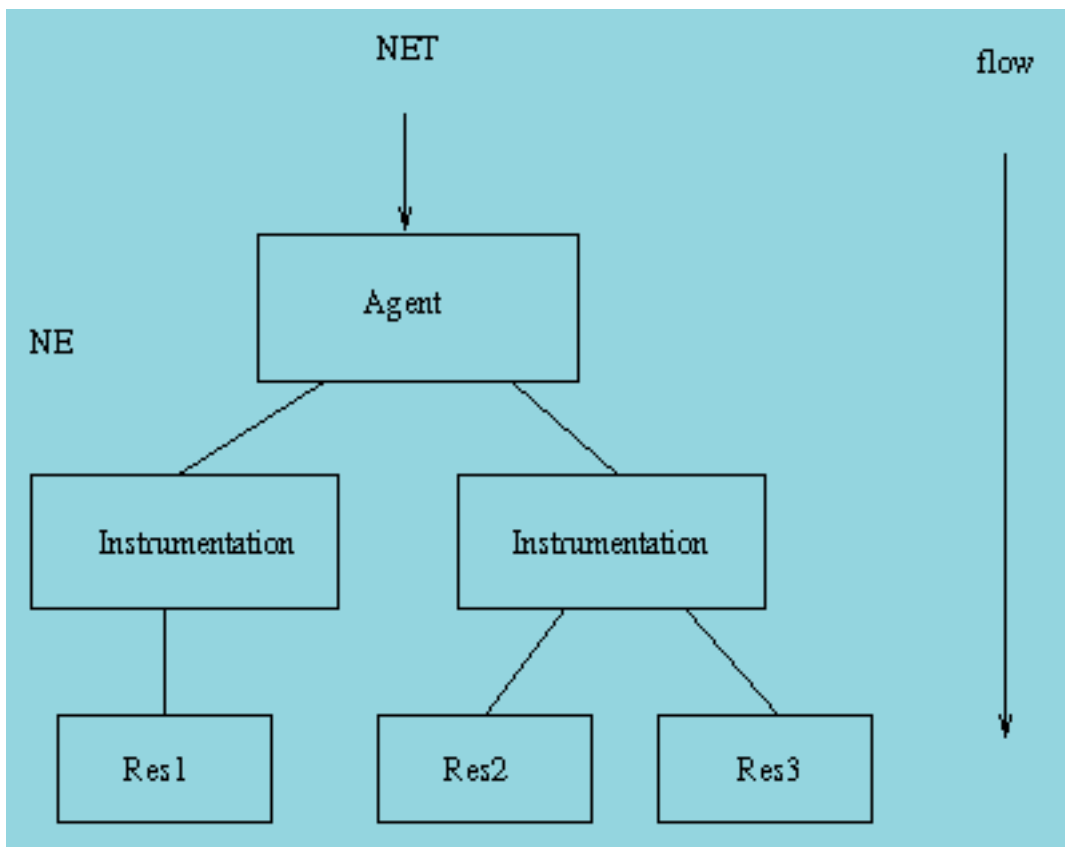 NET
flow
Agent
NE
Instrumentation
Instrumentation
Res1
Res2
Res3